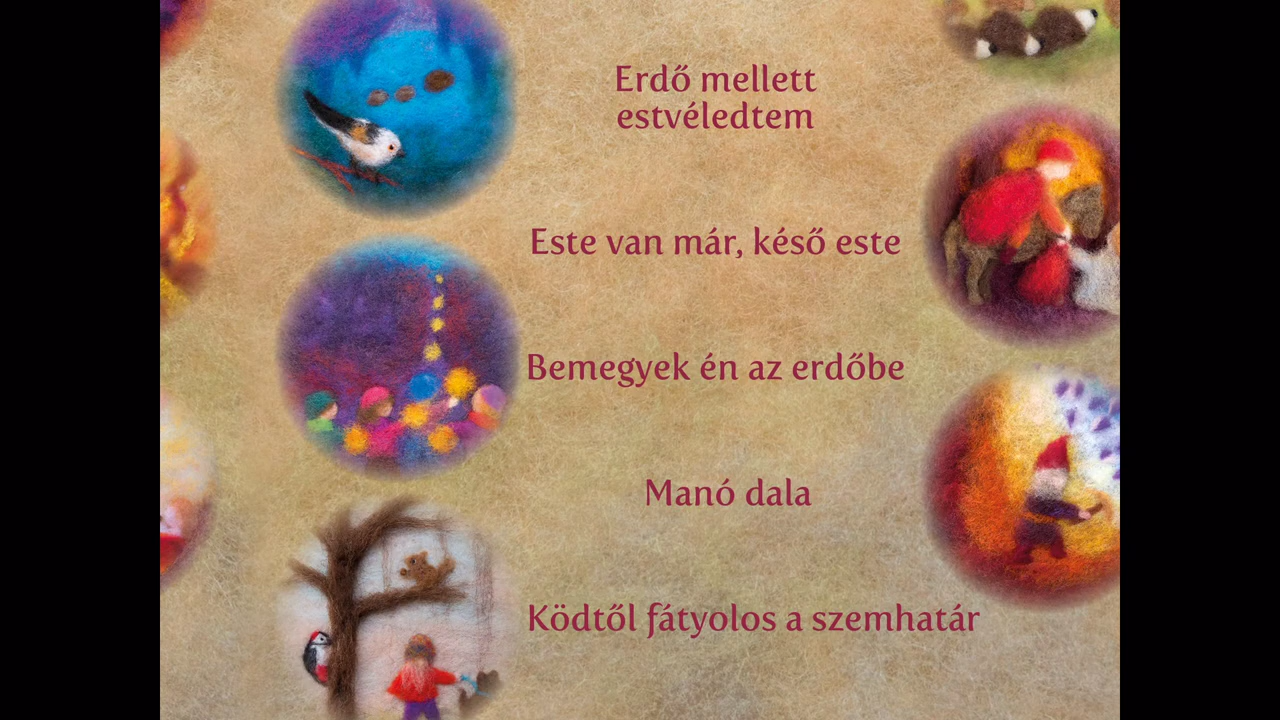 Erdő mellett
estvéledtem
Este van már, késő este
Bemegyek én az erdőbe
Manó dala
Ködtől fátyolos a szemhatár